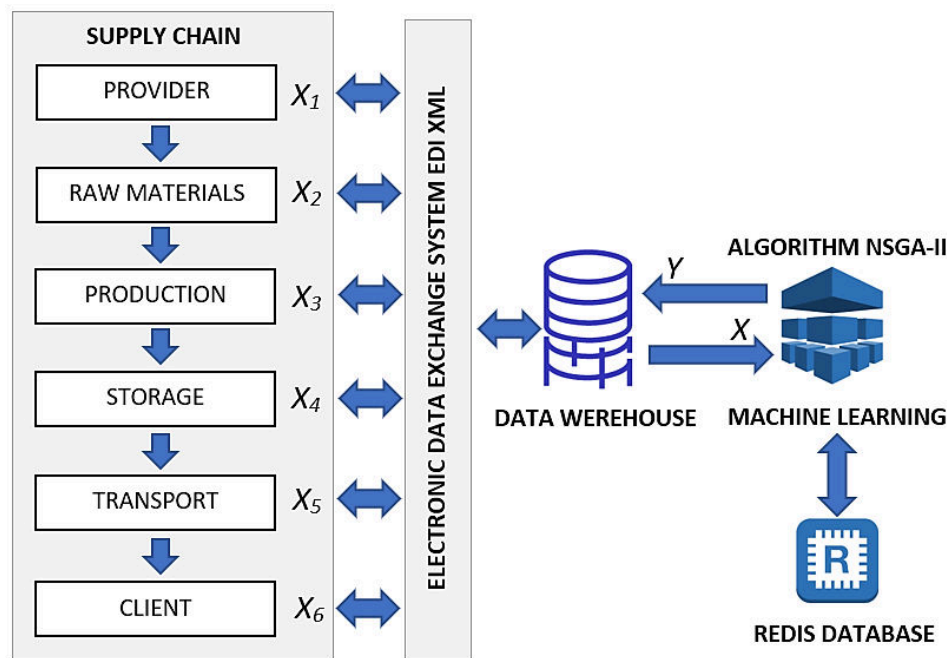 SUPPLY CHAIN
PROVIDER
X1
RAW MATERIALS
X2
PRODUCTION
X3
STORAGE
X4
TRANSPORT
X5
CLIENT
X6
ELECTRONIC DATA EXCHANGE SYSTEM EDI XML
DATA WEREHOUSE
Y
X
ALGORITHM NSGA-II
MACHINE LEARNING
R
REDIS DATABASE